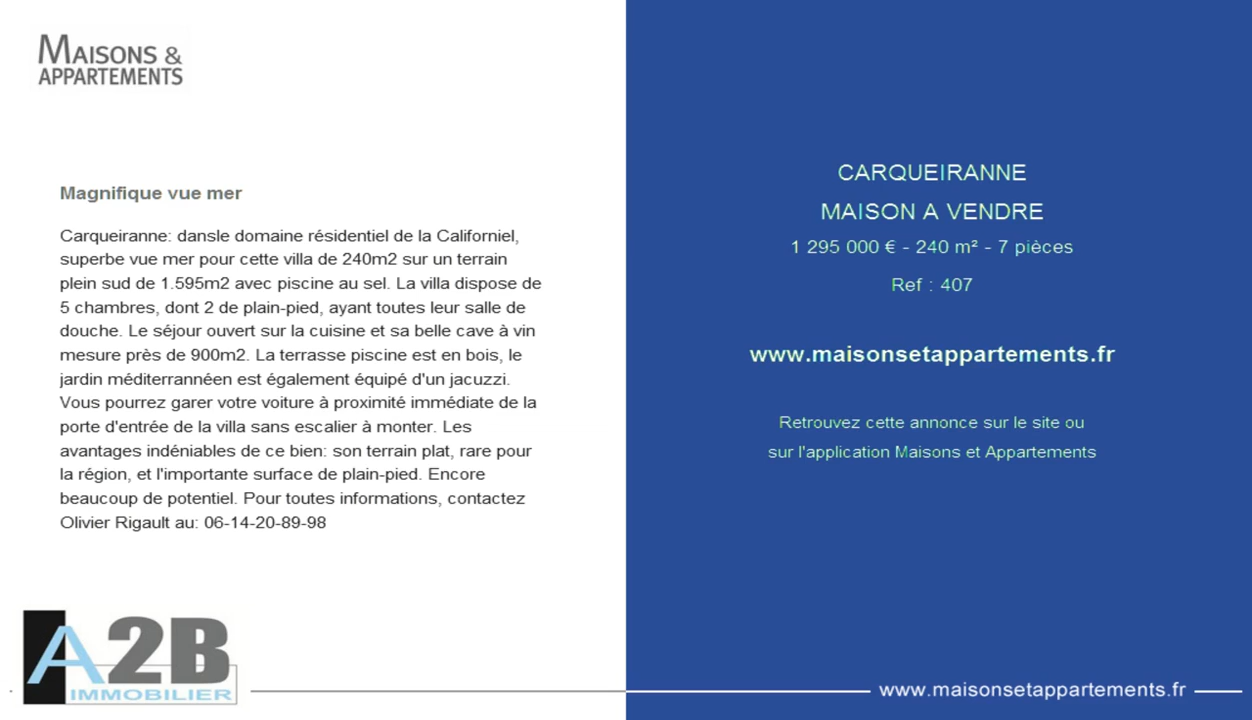 MAISONS &
APPARTEMENTS
Magnifique vue mer
Carqueiranne: dansle domaine résidentiel de la Californiel,
superbe vue mer pour cette villa de 240m2 sur un terrain
plein sud de 1.595m2 avec piscine au sel. La villa dispose de
5 chambres, dont 2 de plain-pied, ayant toutes leur salle de
douche. Le séjour ouvert sur la cuisine et sa belle cave à vin
mesure près de 900m2. La terrasse piscine est en bois, le
jardin méditerrannéen est également équipé d'un jacuzzi.
Vous pourrez garer votre voiture à proximité immédiate de la
porte d'entrée de la villa sans escalier à monter. Les
avantages indéniables de ce bien: son terrain plat, rare pour
la région, et l'importante surface de plain-pied. Encore
beaucoup de potentiel. Pour toutes informations, contactez
Olivier Rigault au: 06-14-20-89-98
A2B
IMMOBILIER
CARQUEIRANNE
MAISON A VENDRE
1 295 000 € - 240 m² - 7 pièces
Ref : 407
www.maisonsetappartements.fr
Retrouvez cette annonce sur le site ou
sur l'application Maisons et Appartements
www.maisonsetappartements.fr